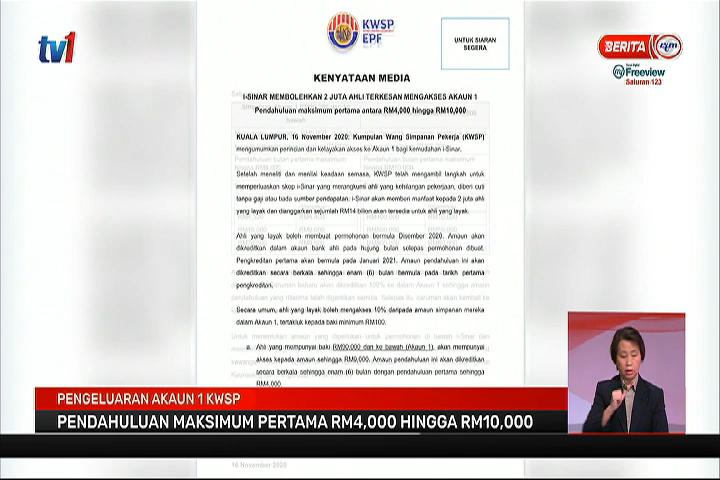 tv1
KWSP
EPF
UNTUK SIARAN
SEGERA
BERITA rtm
Freeview
Saluran 123
KENYATAAN MEDIA
i-SINAR MEMBOLEHKAN 2 JUTA AHLI TERKESAN MENGAKSES AKAUN 1
Pendahuluan maksimum pertama antara RM4,000 hingga RM10,000
KUALA LUMPUR, 16 November 2020: Kumpulan Wang Simpanan Pekerja (KWSP)
mengumumkan perincian dan kelayakan akses ke Akaun 1 bagi kemudahan i-Sinar.
Setelah meneliti dan menilai keadaan semasa, KWSP telah mengambil langkah untuk
memperluaskan skop i-Sinar yang merangkumi ahli yang kehilangan pekerjaan, diberi cuti
tanpa gaji atau tiada sumber pendapatan. i-Sinar akan memberi manfaat kepada 2 juta ahli
yang layak dan dianggarkan sejumlah RM14 bilion akan tersedia untuk ahli yang layak.
Ahli yang layak boleh membuat permohonan bermula Disember 2020. Amaun akan
dikreditkan dalam akaun bank ahli pada hujung bulan selepas permohonan dibuat.
Pengkreditan pertama akan bermula pada Januari 2021. Amaun pendahuluan ini akan
dikreditkan secara berkala sehingga enam (6) bulan bermula pada tarikh pertama
pengkreditan.
Secara umum, ahli yang layak boleh mengakses 10% daripada amaun simpanan mereka
dalam Akaun 1, tertakluk kepada baki minimum RM100.
a. Ahli yang mempunyai baki RM90,000 dan ke bawah (Akaun 1), akan mempunyai
akses kepada amaun sehingga RM9,000. Amaun pendahuluan ini akan dikreditkan
secara berkala sehingga enam (6) bulan dengan pendahuluan pertama sehingga
RM4,000.
PENGELUARAN AKAUN 1 KWSP
PENDAHULUAN MAKSIMUM PERTAMA RM4,000 HINGGA RM10,000
16 November 2020